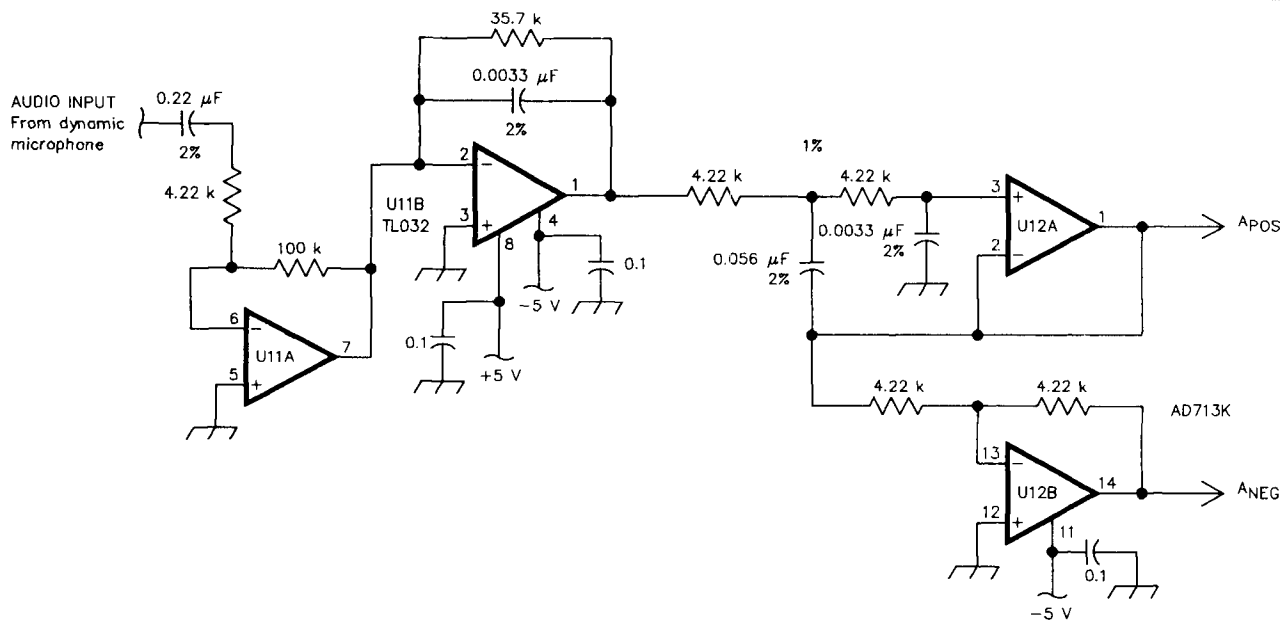 35.7 k
0.0033 µF
2%
AUDIO INPUT
From dynamic
microphone
0.22 µF
2%
4.22 k
100 k
6
5
7
U11A
2
3
1
4
8
U11B
TL032
0.1
-5 V
0.1
+5 V
1%
4.22 k
4.22 k
0.0033 µF
2%
0.056 µF
2%
3
2
1
U12A
APOS
4.22 k
4.22 k
AD713K
13
12
14
11
U12B
ANEG
0.1
-5 V